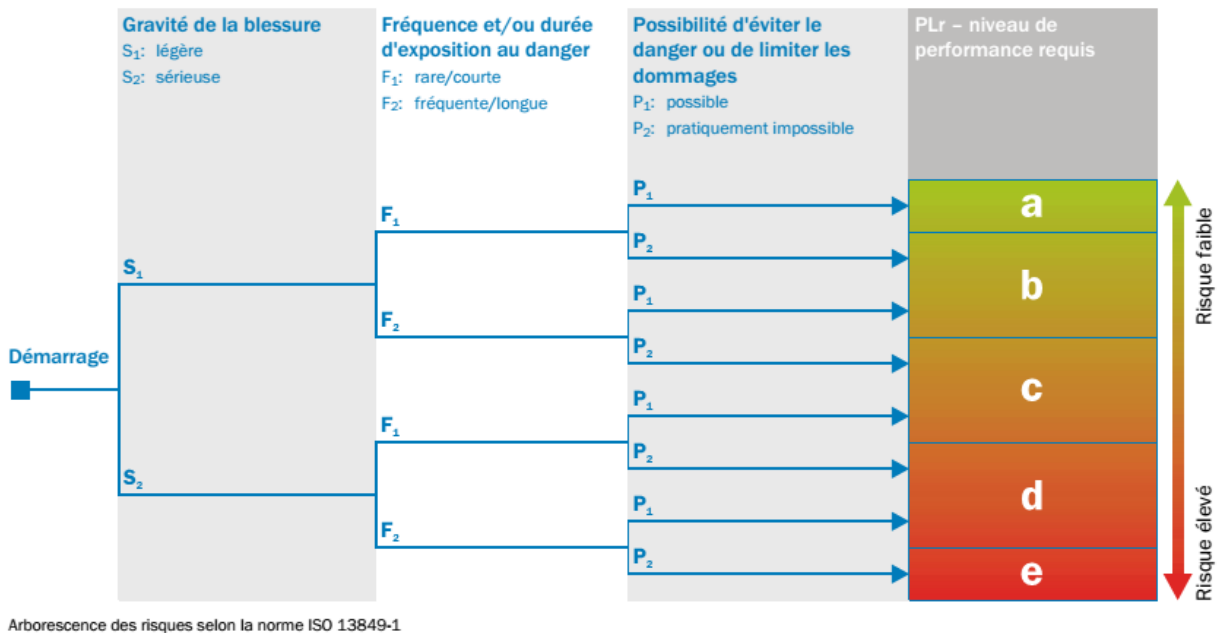 Gravité de la blessure
S₁: légère
S₂: sérieuse
Fréquence et/ou durée
d'exposition au danger
F₁: rare/courte
F₂: fréquente/longue
Possibilité d'éviter le
danger ou de limiter les
dommages
P₁: possible
P₂: pratiquement impossible
PLr – niveau de
performance requis
Démarrage
S₁
S₂
F₁
F₂
F₁
F₂
P₁
P₂
P₁
P₂
P₁
P₂
P₁
P₂
a
b
c
d
e
Risque faible
Risque élevé
Arborescence des risques selon la norme ISO 13849-1